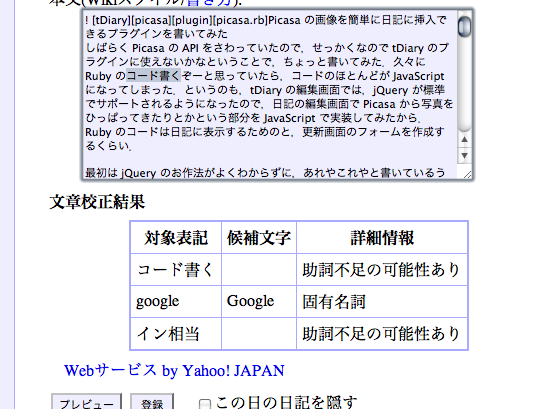 本文(Wikiスタイル/書き方):
! [tDiary][picasa][plugin][picasa.rb]Picasa の画像を簡単に日記に挿入で
きるプラグインを書いてみた
しばらく Picasa の API をさわっていたので，せっかくなので tDiary のプ
ラグインに使えないかなということで，ちょっと書いてみた．久々に
Ruby のコード書くぞーと思っていたら，コードのほとんどが JavaScript
になってしまった．というのも，tDiary の編集画面では，jQuery が標準
でサポートされるようになったので，日記の編集画面で Picasa から写真を
ひっぱってきたりとかという部分を JavaScript で実装してみたから．
Ruby のコードは日記に表示するためのと，更新画面のフォームを作成す
るくらい．
最初は jQuery のお作法がよくわからずに，あれやこれやと書いているう
文章校正結果
対象表記 候補文字 詳細情報
コード書く 助詞不足の可能性あり
google Google 固有名詞
イン相当 助詞不足の可能性あり
Webサービス by Yahoo! JAPAN
プレビュー 登録 この日の日記を隠す